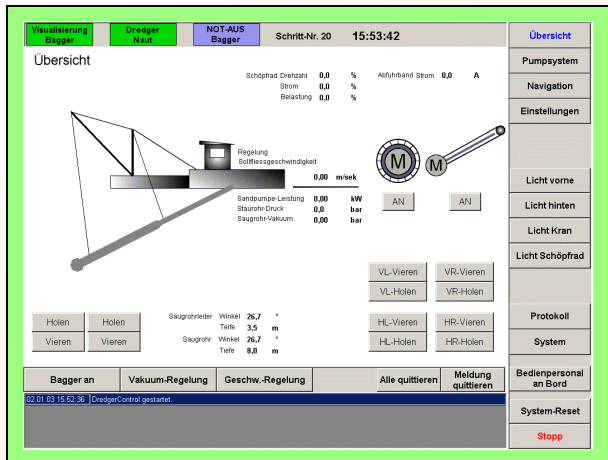 Visualisierung Bagger
Dredger Naut
NOT-AUS Bagger
Schritt-Nr. 20
15:53:42
Übersicht
Übersicht
Pumpsystem
Navigation
Einstellungen
Licht vorne
Licht hinten
Licht Kran
Licht Schöpfrad
Protokoll
System
Bedienpersonal an Bord
System-Reset
Stopp
Schöpfrad Drehzahl 0,0 %
Strom 0,0 %
Belastung 0,0 %
Abführband Strom 0,0 A
Regelung
Sollfliessgeschwindigkeit
0,00 m/sek
Sandpumpe-Leistung 0,00 kW
Staurohr-Druck 0,0 bar
Saugrohr-Vakuum 0,00 bar
M
M
AN
AN
VL-Vieren
VR-Vieren
VL-Holen
VR-Holen
HL-Vieren
HR-Vieren
HL-Holen
HR-Holen
Holen
Holen
Vieren
Vieren
Saugrohrleiter Winkel 26,7 °
Teife 3,5 m
Saugrohr Winkel 26,7 °
Tiefe 8,0 m
Bagger an
Vakuum-Regelung
Geschw.-Regelung
Alle quittieren
Meldung quittieren
02.01.03 15:52:36 DredgerControl gestartet.